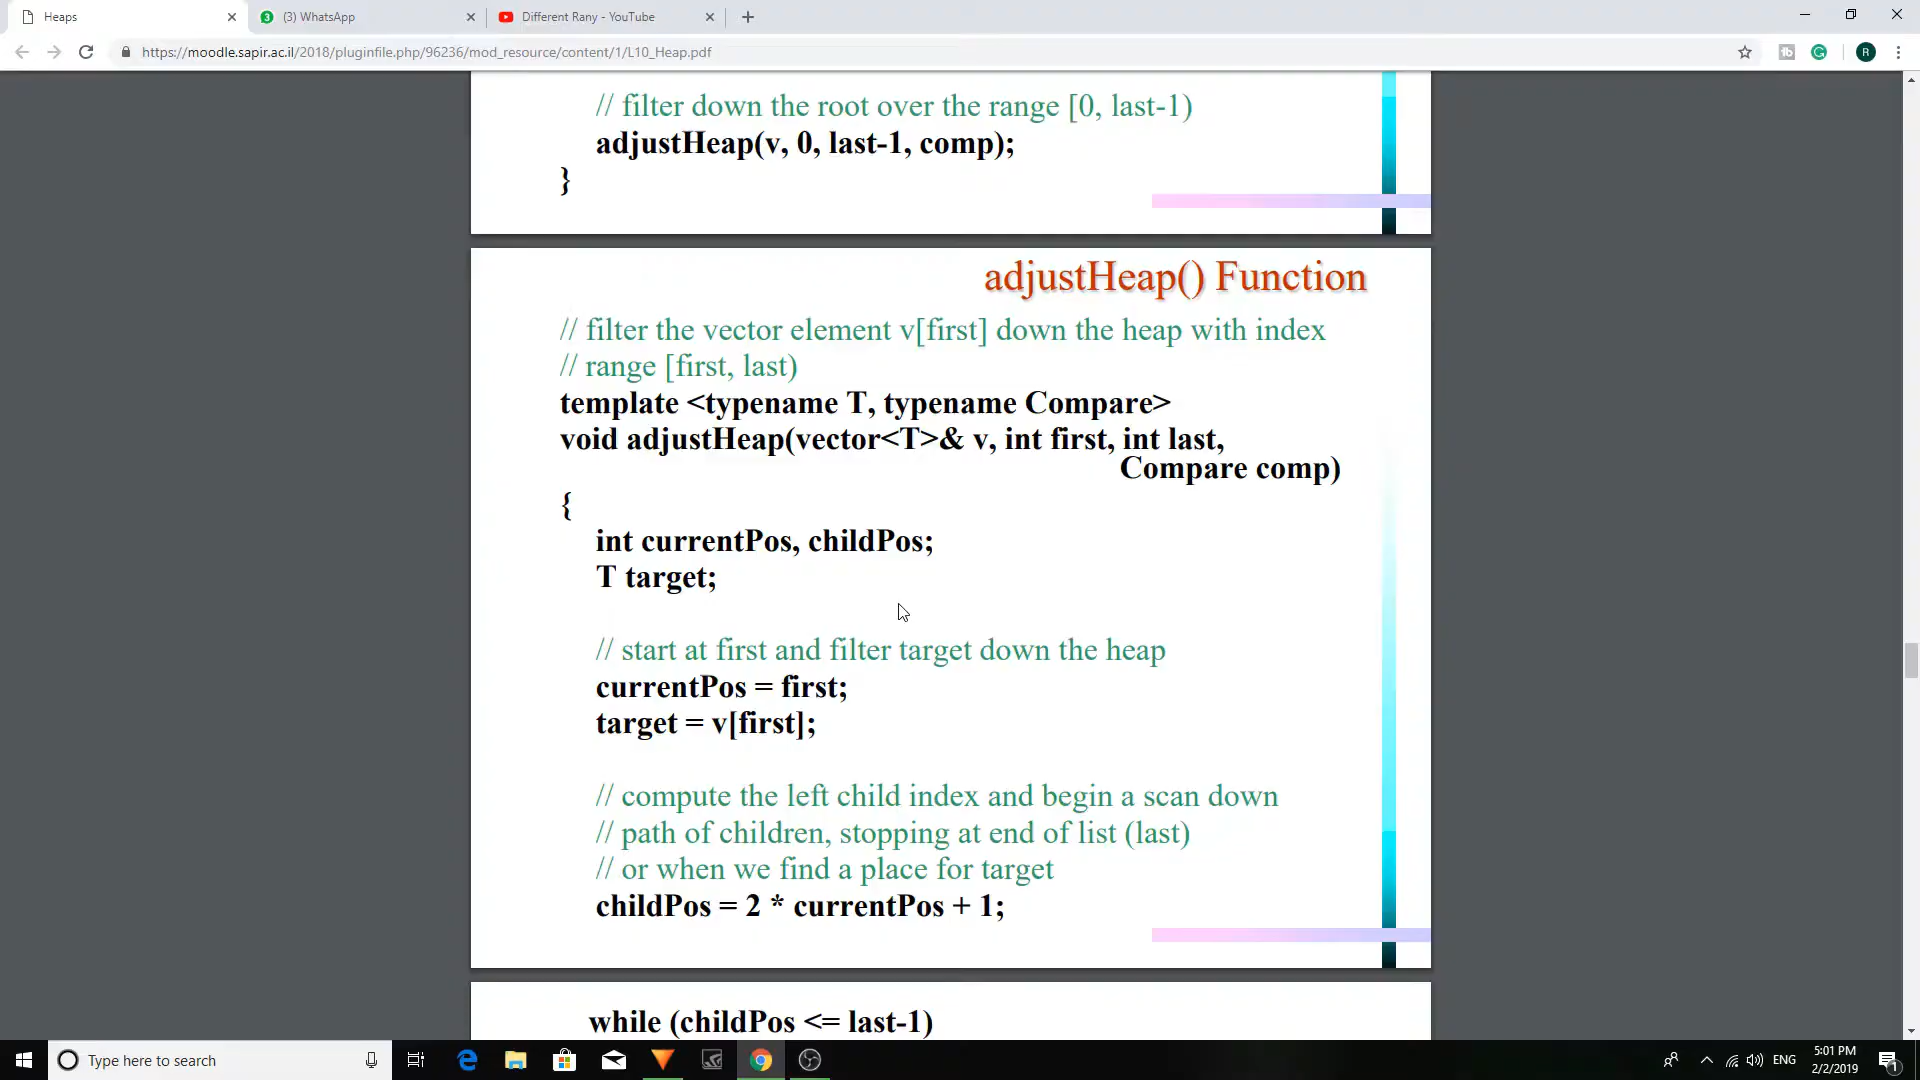 Heaps
(3) WhatsApp
Different Rany - YouTube
https://moodle.sapir.ac.il/2018/pluginfile.php/96236/mod_resource/content/1/L10_Heap.pdf
R
// filter down the root over the range [0, last-1)
adjustHeap(v, 0, last-1, comp);
}
adjustHeap() Function
// filter the vector element v[first] down the heap with index
// range [first, last)
template <typename T, typename Compare>
void adjustHeap(vector<T>& v, int first, int last,
Compare comp)
{
int currentPos, childPos;
T target;
// start at first and filter target down the heap
currentPos = first;
target = v[first];
// compute the left child index and begin a scan down
// path of children, stopping at end of list (last)
// or when we find a place for target
childPos = 2 * currentPos + 1;
while (childPos <= last-1)
Type here to search
ENG
5:01 PM
2/2/2019
1